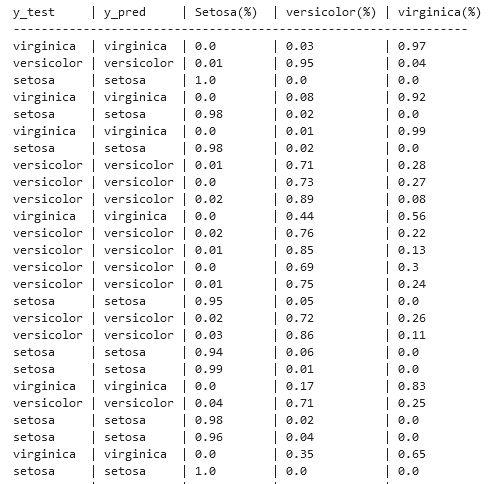 y_test | y_pred | Setosa(%) | versicolor(%) | virginica(%)
-----------------------------------------------------------------
virginica | virginica | 0.0 | 0.03 | 0.97
versicolor | versicolor | 0.01 | 0.95 | 0.04
setosa | setosa | 1.0 | 0.0 | 0.0
virginica | virginica | 0.0 | 0.08 | 0.92
setosa | setosa | 0.98 | 0.02 | 0.0
virginica | virginica | 0.0 | 0.01 | 0.99
setosa | setosa | 0.98 | 0.02 | 0.0
versicolor | versicolor | 0.01 | 0.71 | 0.28
versicolor | versicolor | 0.0 | 0.73 | 0.27
versicolor | versicolor | 0.02 | 0.89 | 0.08
virginica | virginica | 0.0 | 0.44 | 0.56
versicolor | versicolor | 0.02 | 0.76 | 0.22
versicolor | versicolor | 0.01 | 0.85 | 0.13
versicolor | versicolor | 0.0 | 0.69 | 0.3
versicolor | versicolor | 0.01 | 0.75 | 0.24
setosa | setosa | 0.95 | 0.05 | 0.0
versicolor | versicolor | 0.02 | 0.72 | 0.26
versicolor | versicolor | 0.03 | 0.86 | 0.11
setosa | setosa | 0.94 | 0.06 | 0.0
setosa | setosa | 0.99 | 0.01 | 0.0
virginica | virginica | 0.0 | 0.17 | 0.83
versicolor | versicolor | 0.04 | 0.71 | 0.25
setosa | setosa | 0.98 | 0.02 | 0.0
setosa | setosa | 0.96 | 0.04 | 0.0
virginica | virginica | 0.0 | 0.35 | 0.65
setosa | setosa | 1.0 | 0.0 | 0.0